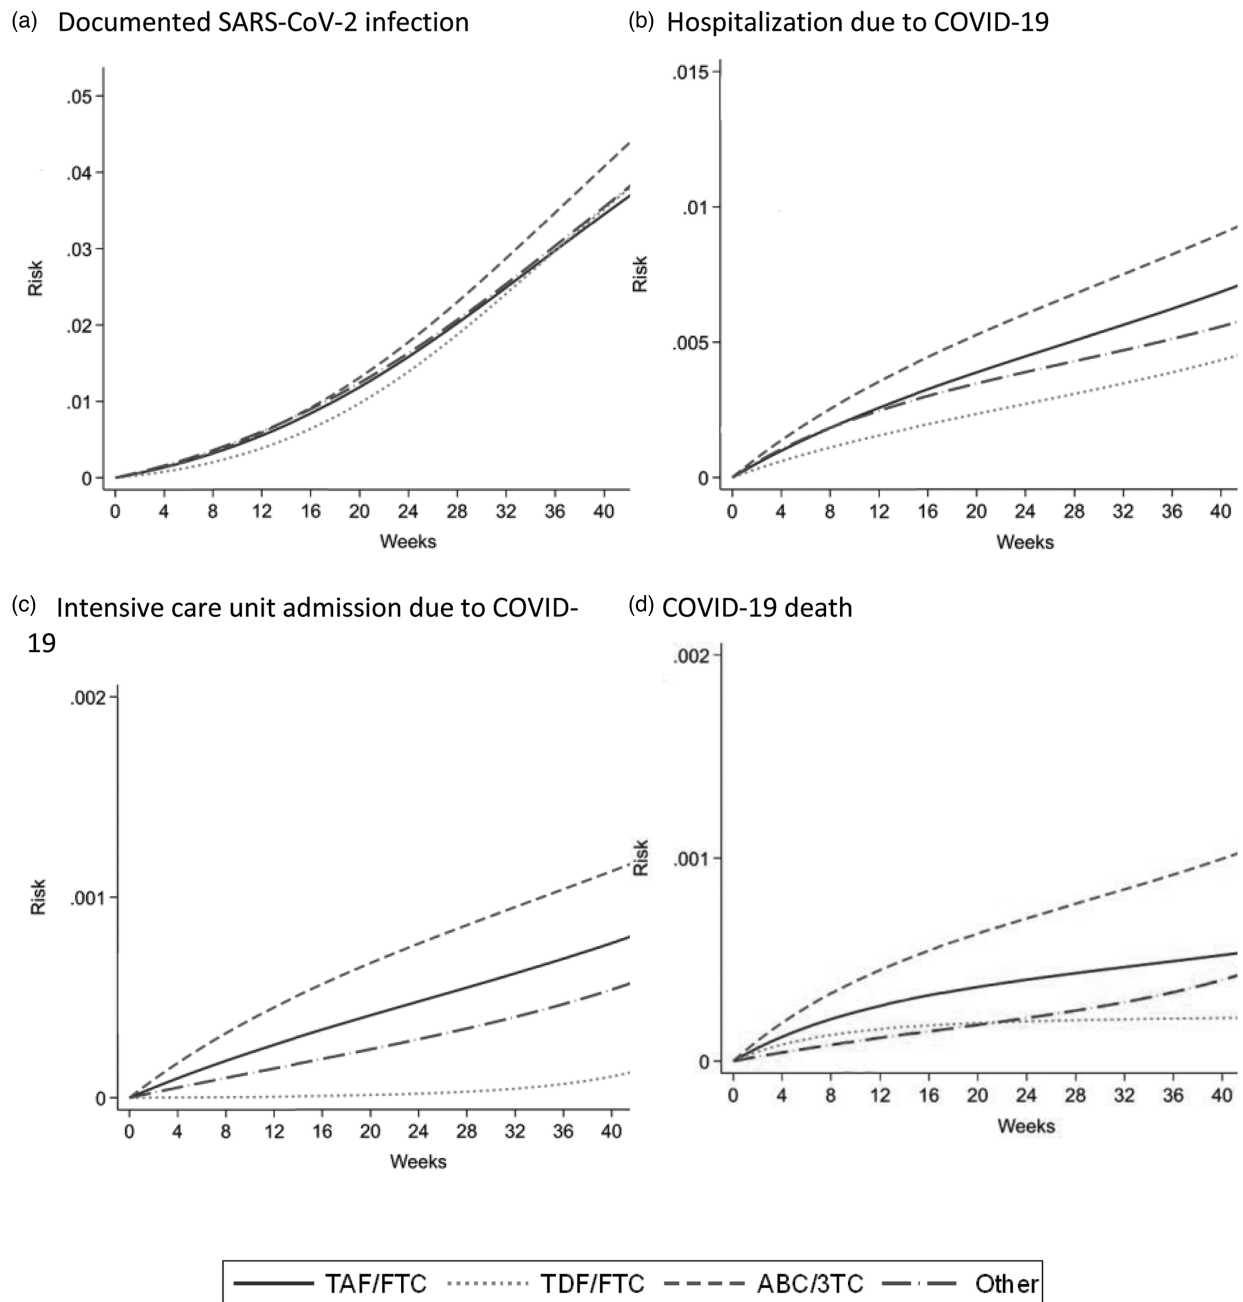 (a) Documented SARS-CoV-2 infection
.05
.04
.03
.02
.01
0
Risk
0 4 8 12 16 20 24 28 32 36 40
Weeks
(b) Hospitalization due to COVID-19
.015
.01
.005
0
Risk
0 4 8 12 16 20 24 28 32 36 40
Weeks
(c) Intensive care unit admission due to COVID-
19
.002
.001
0
Risk
0 4 8 12 16 20 24 28 32 36 40
Weeks
(d) COVID-19 death
.002
.001
0
Risk
0 4 8 12 16 20 24 28 32 36 40
Weeks
TAF/FTC TDF/FTC ABC/3TC Other